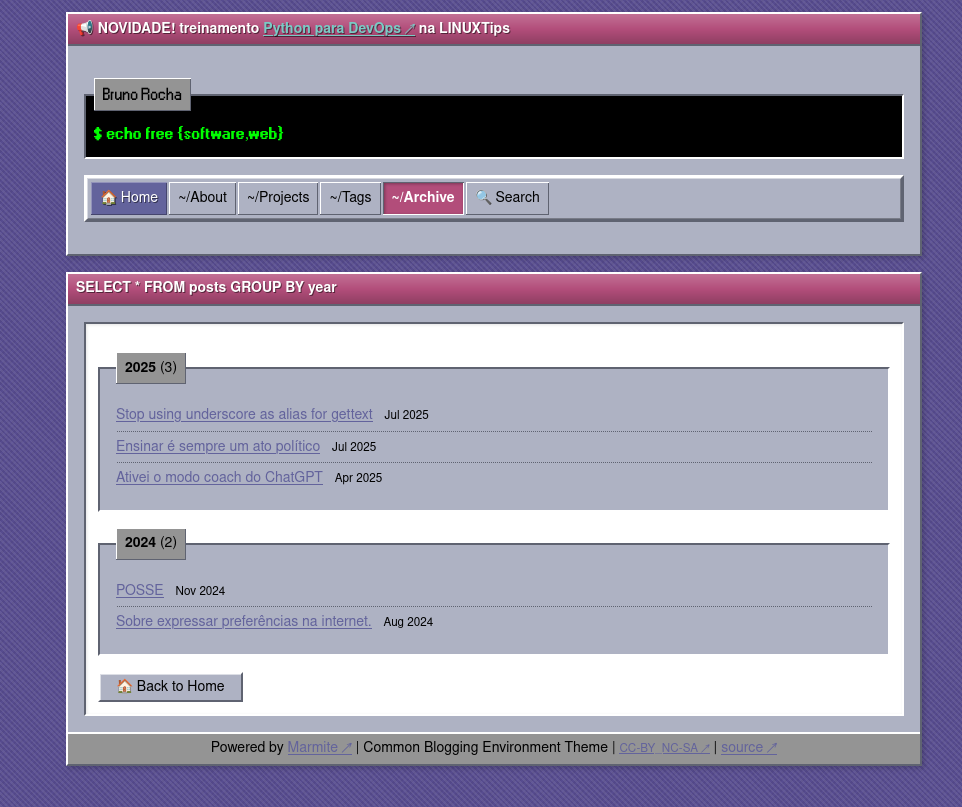 📢 NOVIDADE! treinamento Python para DevOps ↗ na LINUXTips
Bruno Rocha
$ echo free {software,web}
🏠 Home ~/About ~/Projects ~/Tags ~/Archive 🔍 Search
SELECT * FROM posts GROUP BY year
2025 (3)
Stop using underscore as alias for gettext Jul 2025
Ensinar é sempre um ato político Jul 2025
Ativei o modo coach do ChatGPT Apr 2025
2024 (2)
POSSE Nov 2024
Sobre expressar preferências na internet. Aug 2024
🏠 Back to Home
Powered by Marmite ↗ | Common Blogging Environment Theme | CC-BY_NC-SA ↗ | source ↗